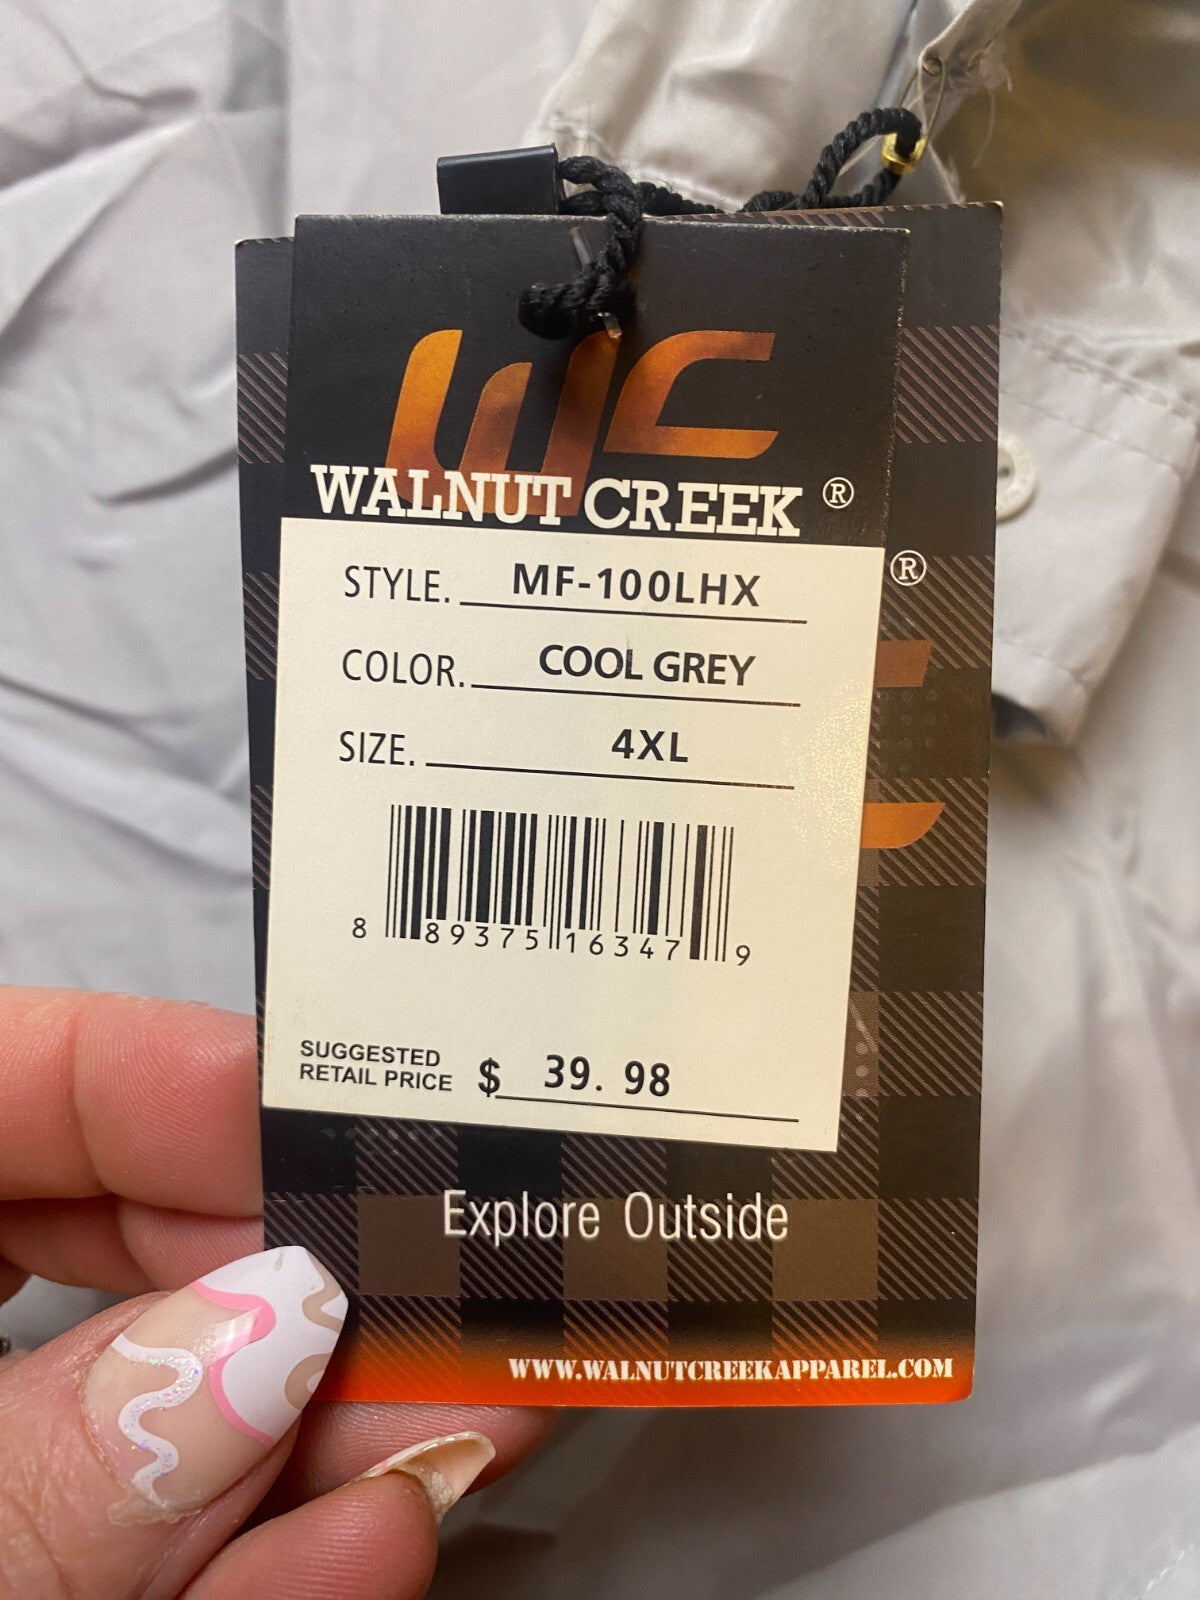 WC
WALNUT CREEK ®
STYLE. MF-100LHX
®
COLOR. COOL GREY
SIZE. 4XL
8 89375 16347 9
SUGGESTED
RETAIL PRICE $ 39.98
Explore Outside
WWW.WALNUTCREEKAPPAREL.COM